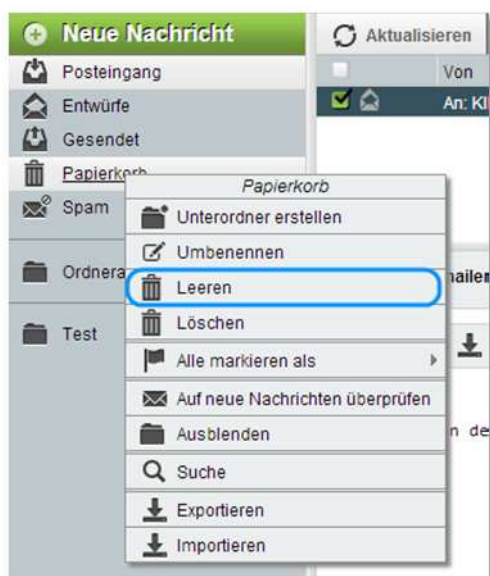 Neue Nachricht
Aktualisieren
Posteingang
Von
Entwürfe
An:
Gesendet
Papierkorb
Papierkorb
Spam
Unterordner erstellen
Umbenennen
Leeren
Löschen
Test
Alle markieren als
Auf neue Nachrichten überprüfen
Ausblenden
Suche
Exportieren
Importieren